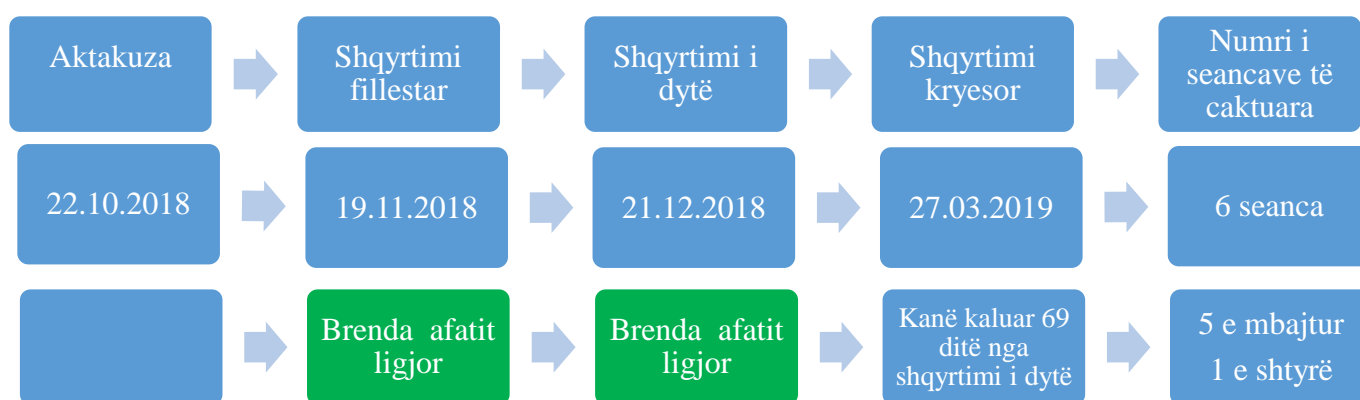 Aktakuza
Shqyrtimi
fillestar
Shqyrtimi i
dytë
Shqyrtimi
kryesor
Numri i
seancave të
caktuara
22.10.2018
19.11.2018
21.12.2018
27.03.2019
6 seanca
Brenda afatit
ligjor
Brenda afatit
ligjor
Kanë kaluar 69
ditë nga
shqyrtimi i dytë
5 e mbajtur
1 e shtyrë